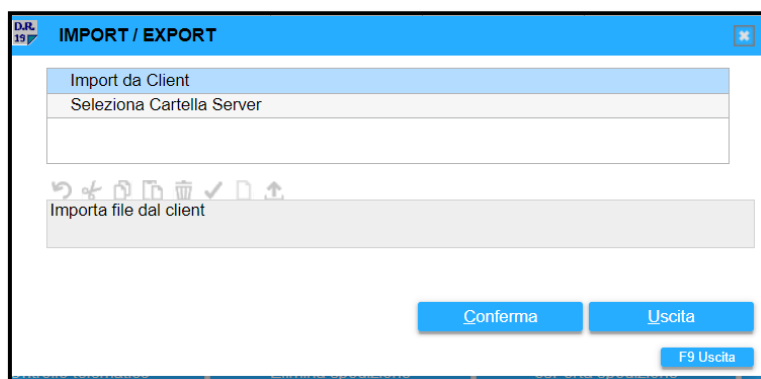 D.R.
19
IMPORT / EXPORT
Import da Client
Seleziona Cartella Server
Importa file dal client
Conferma
Uscita
F9 Uscita